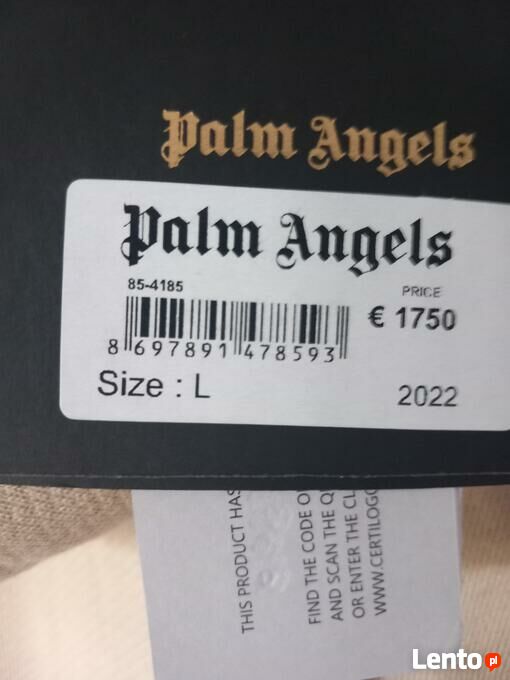 Palm Angels
Palm Angels
85-4185
PRICE
€ 1750
8 697891 478593
Size : L
2022
THIS PRODUCT HAS
FIND THE CODE O
AND SCAN THE Q
OR ENTER THE CL
WWW.CERTILOGO
Lento pl